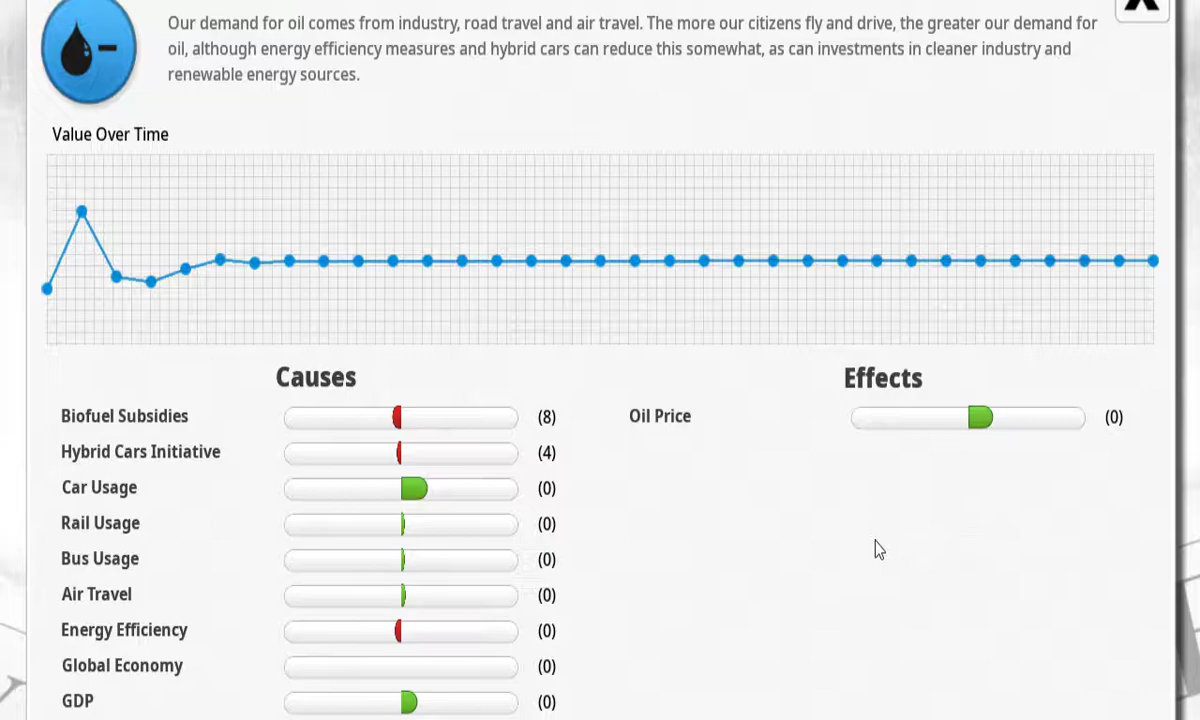 Our demand for oil comes from industry, road travel and air travel. The more our citizens fly and drive, the greater our demand for
oil, although energy efficiency measures and hybrid cars can reduce this somewhat, as can investments in cleaner industry and
renewable energy sources.
Value Over Time
Causes
Effects
Biofuel Subsidies (8)
Oil Price (0)
Hybrid Cars Initiative (4)
Car Usage (0)
Rail Usage (0)
Bus Usage (0)
Air Travel (0)
Energy Efficiency (0)
Global Economy (0)
GDP (0)